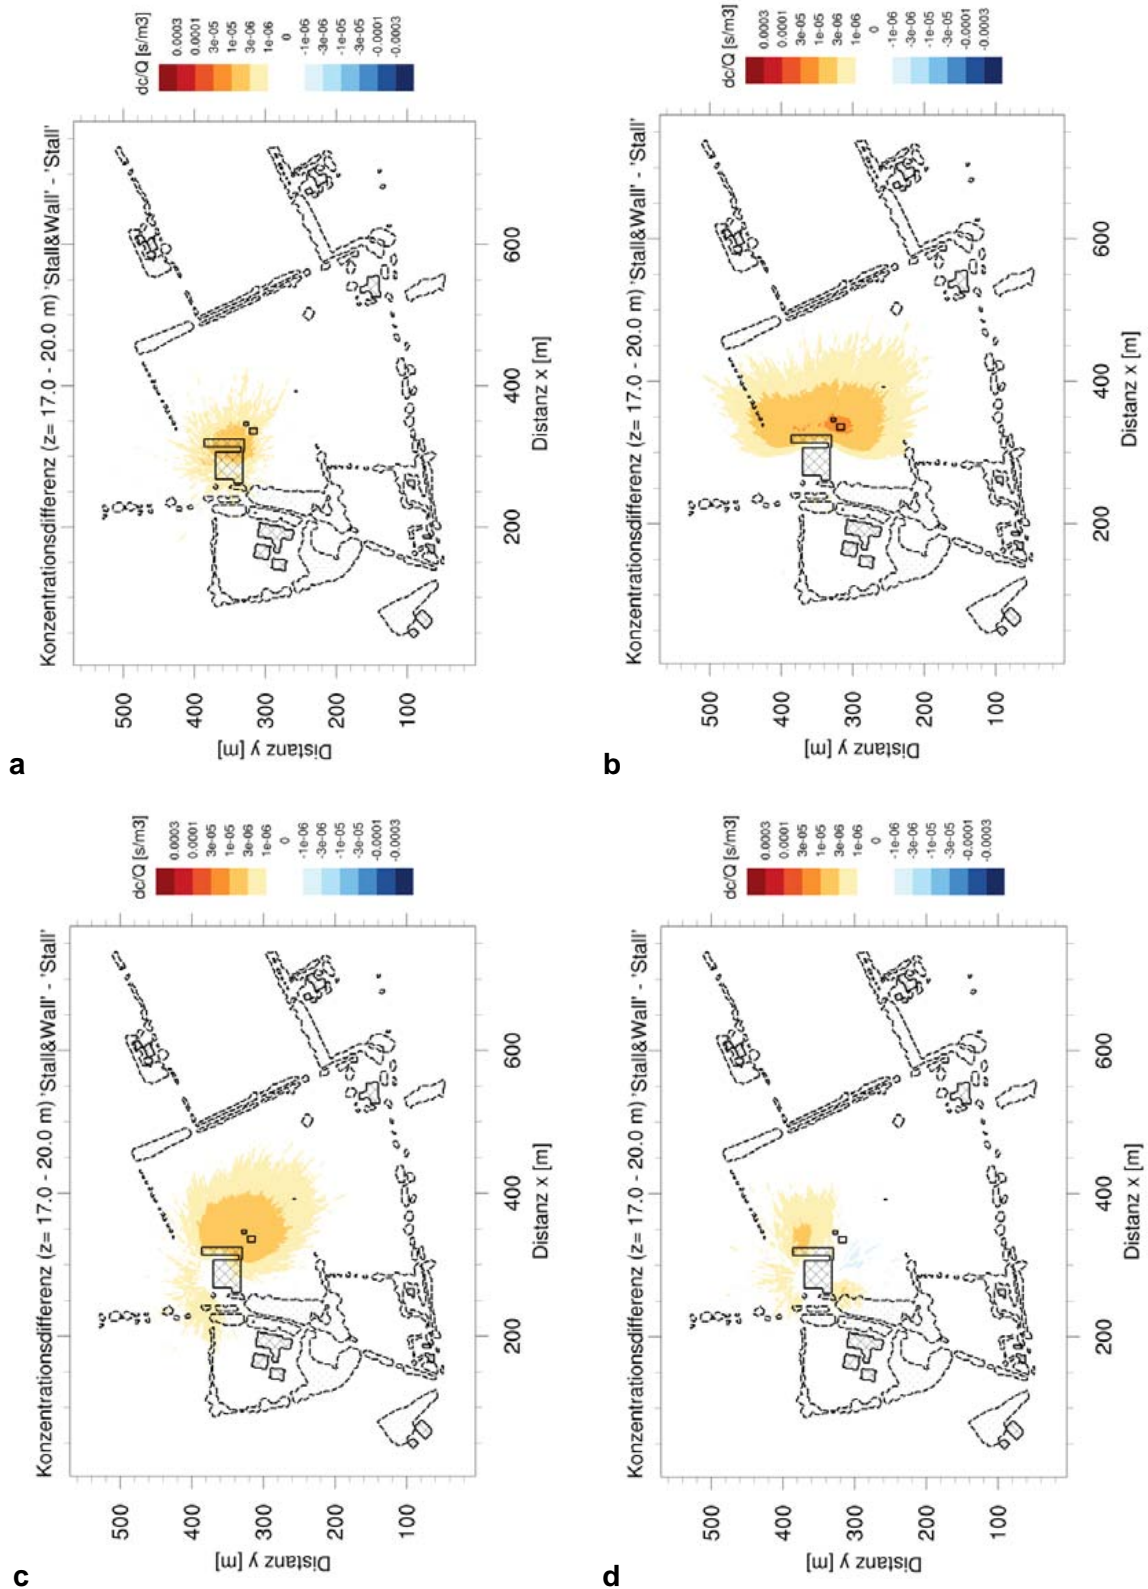 a
Konzentrationsdifferenz (z= 17.0 - 20.0 m) 'Stall&Wall' - 'Stall'
dc/Q [s/m3]
0.0003
0.0001
3e-05
1e-05
3e-06
1e-06
0
-1e-06
-3e-06
-1e-05
-3e-05
-0.0001
-0.0003
Distanz y [m]
500
400
300
200
100
200
400
600
Distanz x [m]
b
Konzentrationsdifferenz (z= 17.0 - 20.0 m) 'Stall&Wall' - 'Stall'
dc/Q [s/m3]
0.0003
0.0001
3e-05
1e-05
3e-06
1e-06
0
-1e-06
-3e-06
-1e-05
-3e-05
-0.0001
-0.0003
Distanz y [m]
500
400
300
200
100
200
400
600
Distanz x [m]
c
Konzentrationsdifferenz (z= 17.0 - 20.0 m) 'Stall&Wall' - 'Stall'
dc/Q [s/m3]
0.0003
0.0001
3e-05
1e-05
3e-06
1e-06
0
-1e-06
-3e-06
-1e-05
-3e-05
-0.0001
-0.0003
Distanz y [m]
500
400
300
200
100
200
400
600
Distanz x [m]
d
Konzentrationsdifferenz (z= 17.0 - 20.0 m) 'Stall&Wall' - 'Stall'
dc/Q [s/m3]
0.0003
0.0001
3e-05
1e-05
3e-06
1e-06
0
-1e-06
-3e-06
-1e-05
-3e-05
-0.0001
-0.0003
Distanz y [m]
500
400
300
200
100
200
400
600
Distanz x [m]